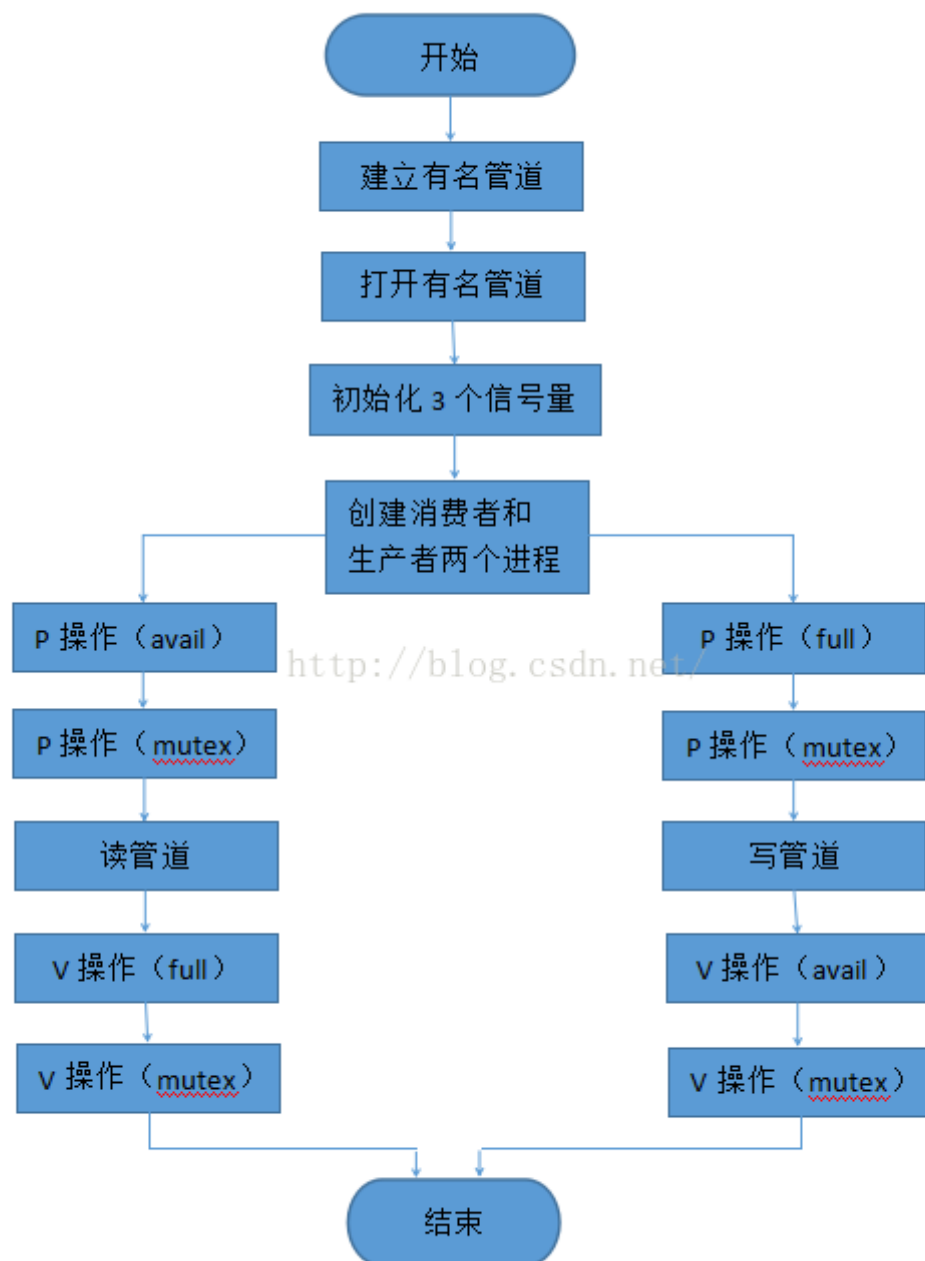 开始
建立有名管道
打开有名管道
初始化 3 个信号量
创建消费者和
生产者两个进程
P 操作（avail）
P 操作（full）
http://blog.csdn.net/
P 操作（mutex）
P 操作（mutex）
读管道
写管道
V 操作（full）
V 操作（avail）
V 操作（mutex）
V 操作（mutex）
结束